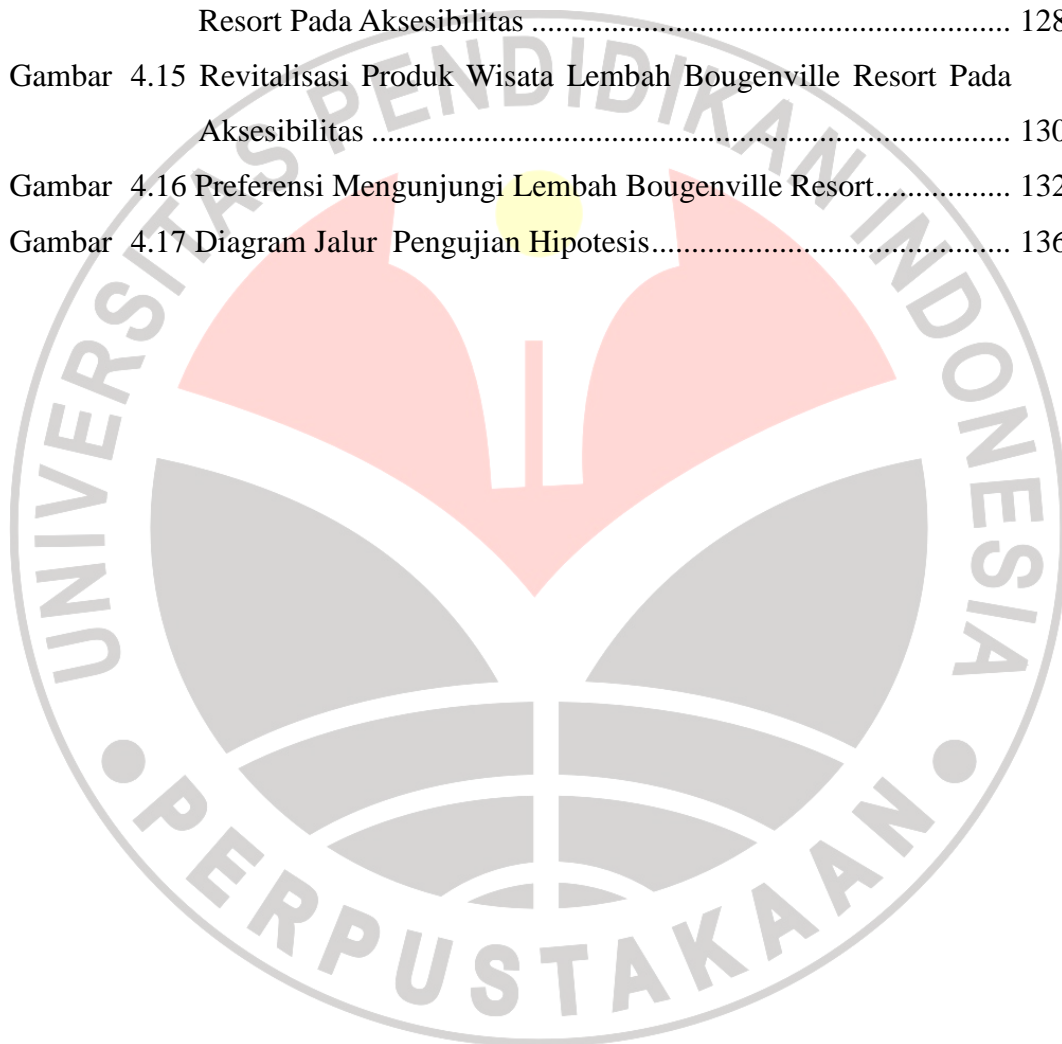 Resort Pada Aksesibilitas ............................................................. 128
Gambar 4.15 Revitalisasi Produk Wisata Lembah Bougenville Resort Pada
Aksesibilitas ................................................................................. 130
Gambar 4.16 Preferensi Mengunjungi Lembah Bougenville Resort................. 132
Gambar 4.17 Diagram Jalur Pengujian Hipotesis.............................................. 136
UNIVERSITAS PENDIDIKAN INDONESIA
PERPUSTAKAAN